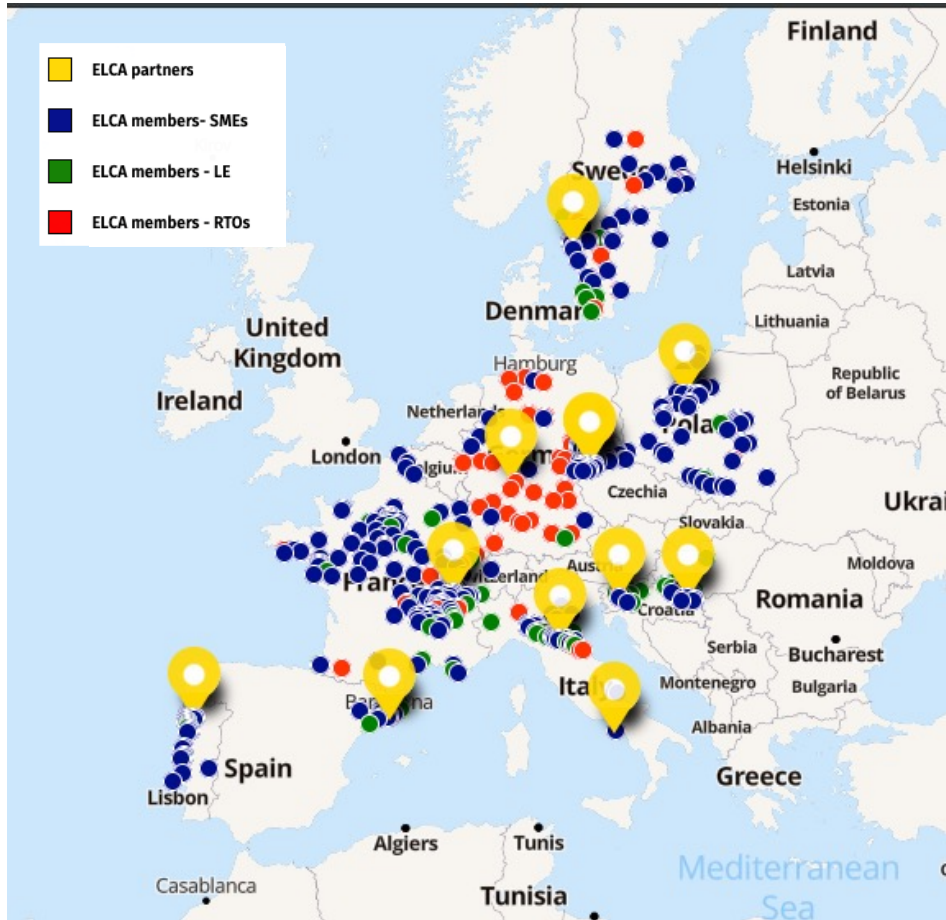 ELCA partners
ELCA members- SMEs
ELCA members - LE
ELCA members - RTOs
Finland
Helsinki
Estonia
Latvia
Lithuania
Republic
of Belarus
United
Kingdom
Ireland
London
Hamburg
Czechia
Slovakia
Ukrai
Moldova
Austria
Croatia
Romania
Bucharest
Serbia
Montenegro
Bulgaria
Albania
Greece
Spain
Lisbon
Algiers
Tunis
Casablanca
Tunisia
Mediterranean
Sea